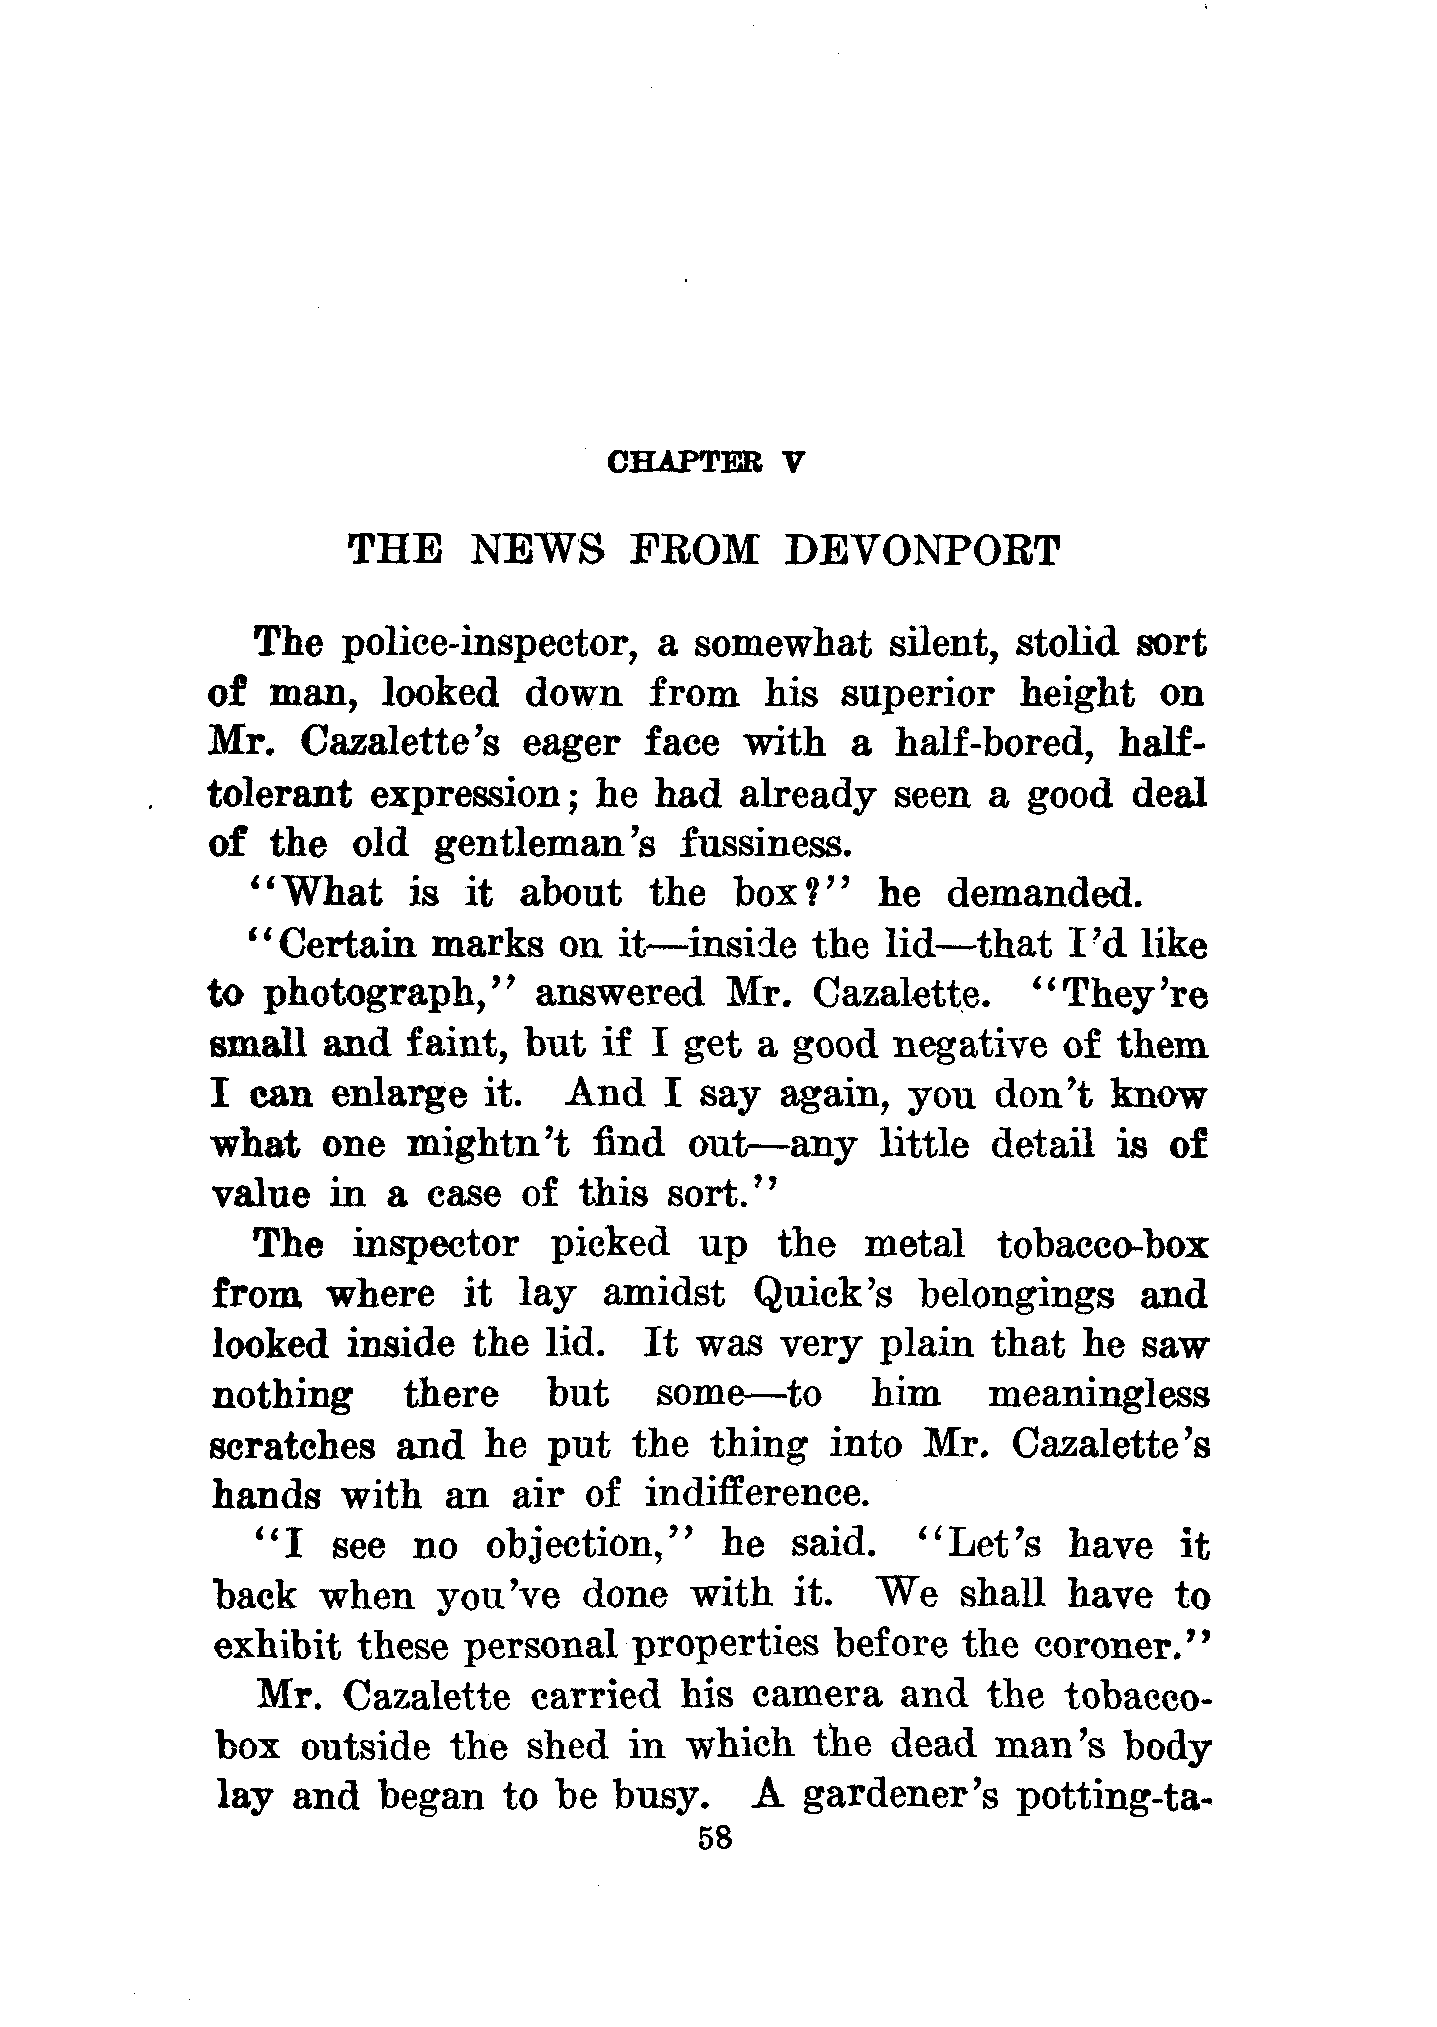 CHAPTER V
THE NEWS FROM DEVONPORT
The police-inspector, a somewhat silent, stolid sort
of man, looked down from his superior height on
Mr. Cazalette's eager face with a half-bored, half-
tolerant expression; he had already seen a good deal
of the old gentleman's fussiness.
"What is it about the box?" he demanded.
"Certain marks on it—inside the lid—that I'd like
to photograph," answered Mr. Cazalette. "They're
small and faint, but if I get a good negative of them
I can enlarge it. And I say again, you don't know
what one mightn't find out—any little detail is of
value in a case of this sort."
The inspector picked up the metal tobacco-box
from where it lay amidst Quick's belongings and
looked inside the lid. It was very plain that he saw
nothing there but some—to him meaningless
scratches and he put the thing into Mr. Cazalette's
hands with an air of indifference.
"I see no objection," he said. "Let's have it
back when you've done with it. We shall have to
exhibit these personal properties before the coroner."
Mr. Cazalette carried his camera and the tobacco-
box outside the shed in which the dead man's body
lay and began to be busy. A gardener's potting-ta-
58